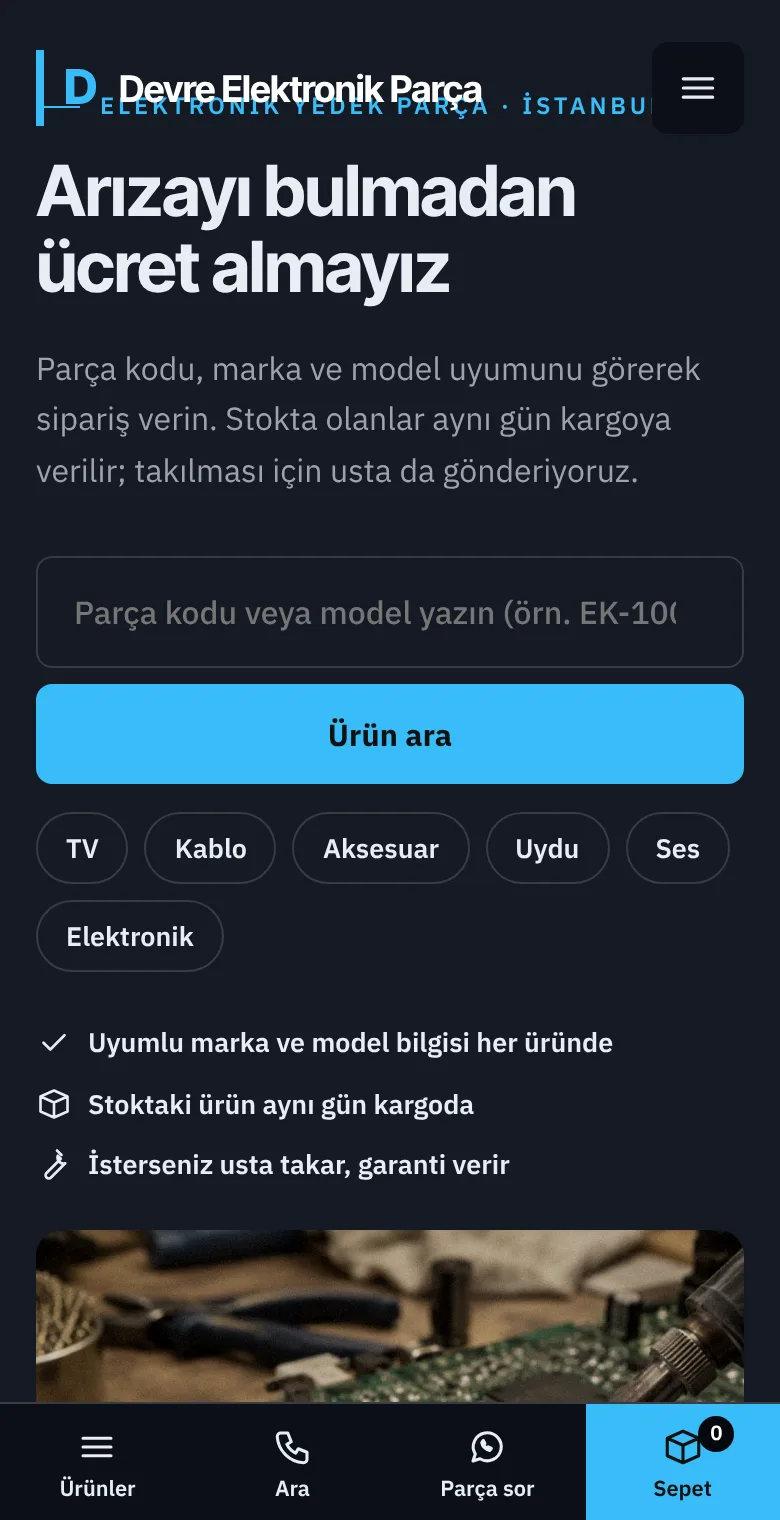 D Devre Elektronik Parça
ELEKTRONİK YEDEK PARÇA · İSTANBUL
Arızayı bulmadan
ücret almayız
Parça kodu, marka ve model uyumunu görerek
sipariş verin. Stokta olanlar aynı gün kargoya
verilir; takılması için usta da gönderiyoruz.
Parça kodu veya model yazın (örn. EK-100
Ürün ara
TV Kablo Aksesuar Uydu Ses
Elektronik
Uyumlu marka ve model bilgisi her üründe
Stoktaki ürün aynı gün kargoda
İsterseniz usta takar, garanti verir
0
Ürünler Ara Parça sor Sepet